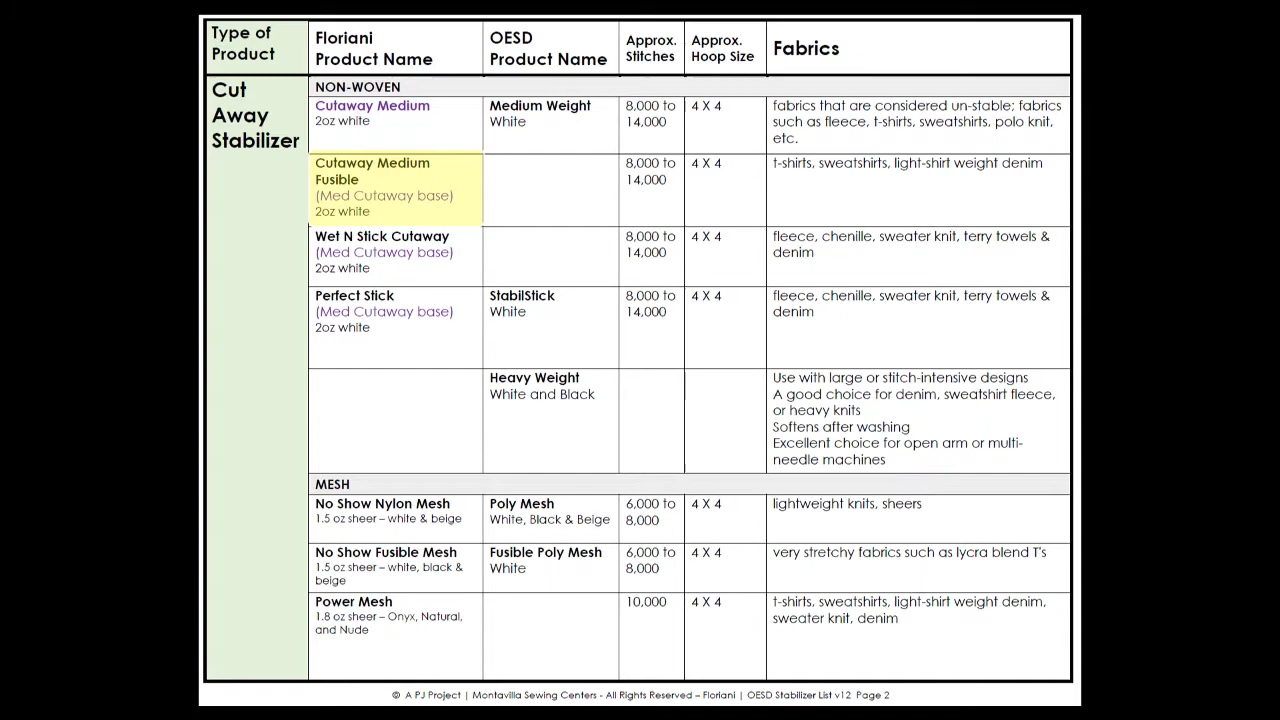 Type of Product
Floriani Product Name
OESD Product Name
Approx. Stitches
Approx. Hoop Size
Fabrics
Cut
Away
Stabilizer
NON-WOVEN
Cutaway Medium
2oz white
Medium Weight
White
8,000 to
14,000
4 X 4
fabrics that are considered un-stable; fabrics
such as fleece, t-shirts, sweatshirts, polo knit,
etc.
Cutaway Medium
Fusible
(Med Cutaway base)
2oz white
8,000 to
14,000
4 X 4
t-shirts, sweatshirts, light-shirt weight denim
Wet N Stick Cutaway
(Med Cutaway base)
2oz white
8,000 to
14,000
4 X 4
fleece, chenille, sweater knit, terry towels &
denim
Perfect Stick
(Med Cutaway base)
2oz white
StabilStick
White
8,000 to
14,000
4 X 4
fleece, chenille, sweater knit, terry towels &
denim
Heavy Weight
White and Black
Use with large or stitch-intensive designs
A good choice for denim, sweatshirt fleece,
or heavy knits
Softens after washing
Excellent choice for open arm or multi-
needle machines
MESH
No Show Nylon Mesh
1.5 oz sheer – white & beige
Poly Mesh
White, Black & Beige
6,000 to
8,000
4 X 4
lightweight knits, sheers
No Show Fusible Mesh
1.5 oz sheer – white, black &
beige
Fusible Poly Mesh
White
6,000 to
8,000
4 X 4
very stretchy fabrics such as lycra blend T's
Power Mesh
1.8 oz sheer – Onyx, Natural,
and Nude
10,000
4 X 4
t-shirts, sweatshirts, light-shirt weight denim,
sweater knit, denim
© A PJ Project | Montavilla Sewing Centers - All Rights Reserved – Floriani | OESD Stabilizer List v12 Page 2